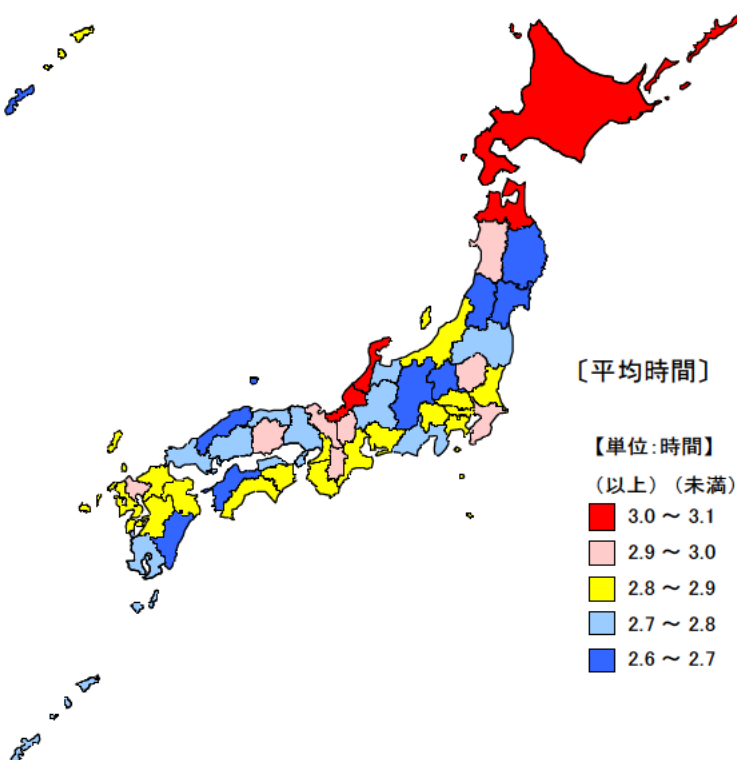 〔平均時間〕
【単位:時間】
(以上) (未満)
3.0 ～ 3.1
2.9 ～ 3.0
2.8 ～ 2.9
2.7 ～ 2.8
2.6 ～ 2.7